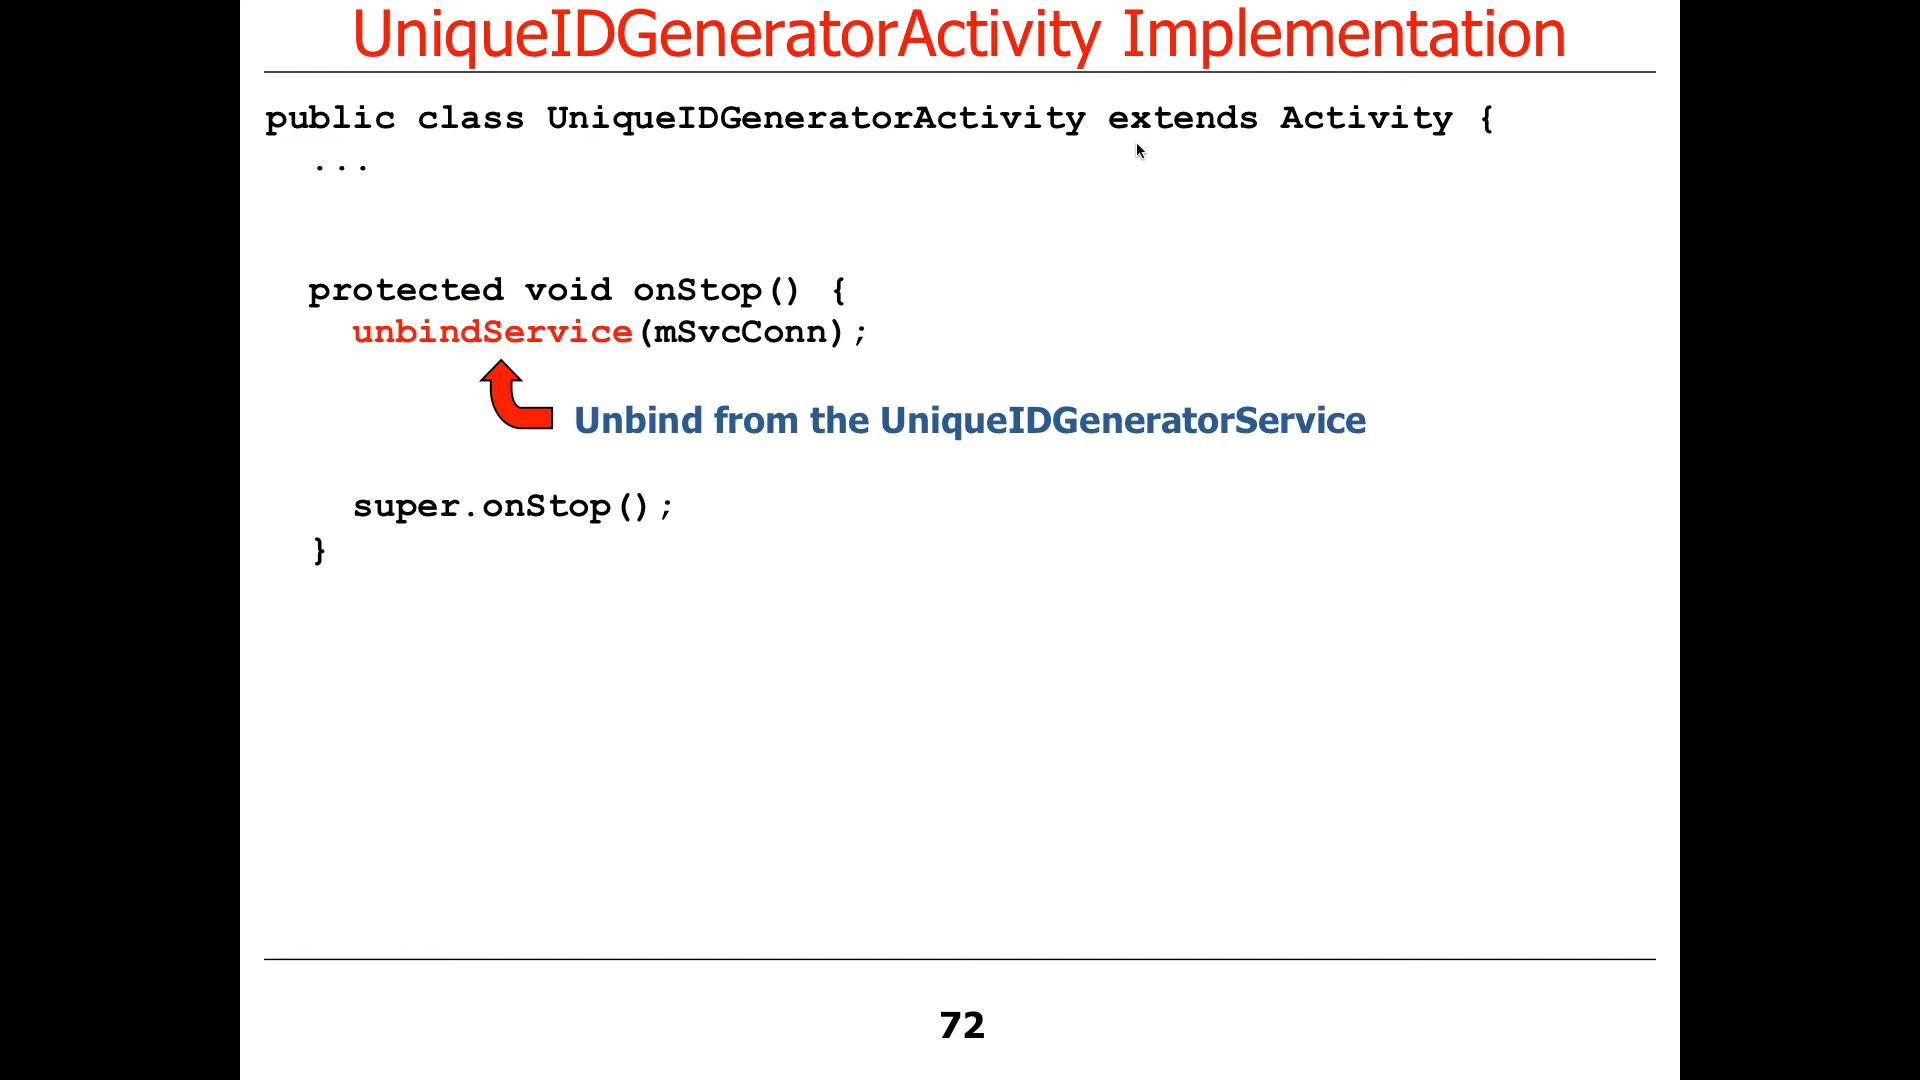 UniqueIDGeneratorActivity Implementation
public class UniqueIDGeneratorActivity extends Activity {
...
protected void onStop() {
unbindService(mSvcConn);
Unbind from the UniqueIDGeneratorService
super.onStop();
}
72